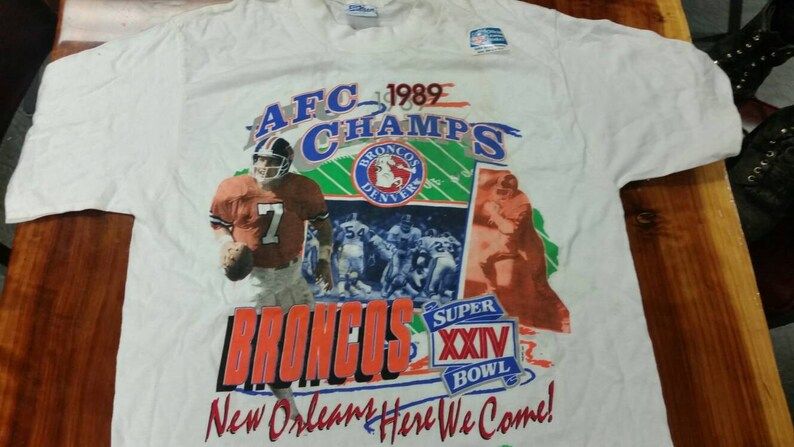 1989
AFC
CHAMPS
BRONCOS
DENVER
7
54
BRONCOS
SUPER
XXIV
BOWL
New Orleans Here We Come!